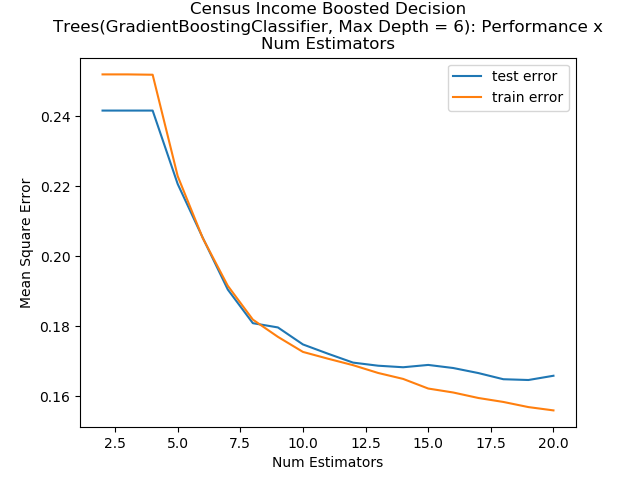 Census Income Boosted Decision
Trees(GradientBoostingClassifier, Max Depth = 6): Performance x
Num Estimators
test error
train error
Mean Square Error
0.24
0.22
0.20
0.18
0.16
2.5 5.0 7.5 10.0 12.5 15.0 17.5 20.0
Num Estimators